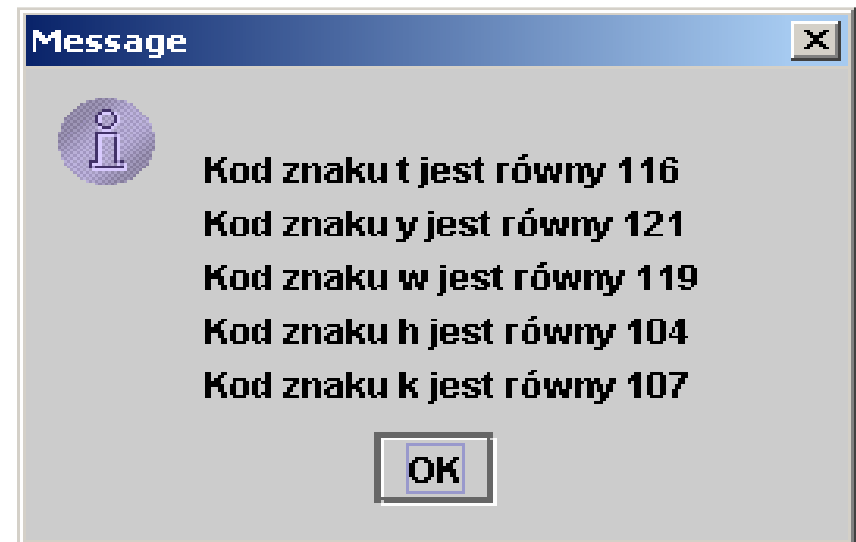 Message
Kod znaku t jest równy 116
Kod znaku y jest równy 121
Kod znaku w jest równy 119
Kod znaku h jest równy 104
Kod znaku k jest równy 107
OK